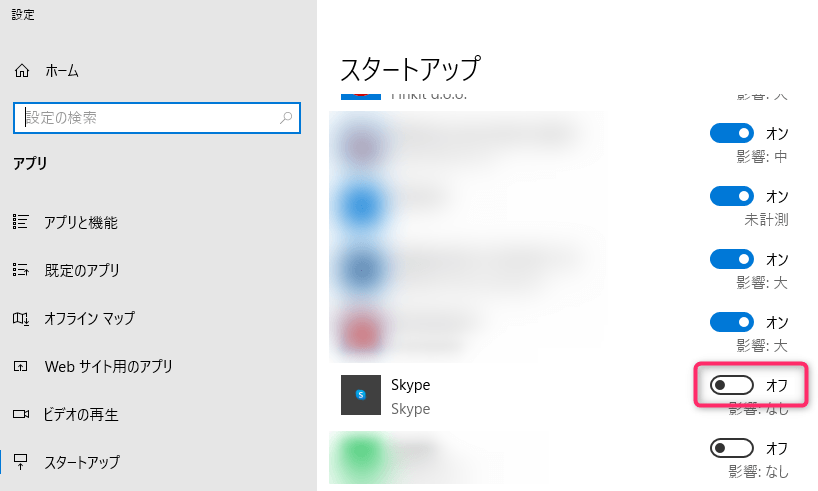 設定
ホーム
設定の検索
アプリ
アプリと機能
既定のアプリ
オフライン マップ
Web サイト用のアプリ
ビデオの再生
スタートアップ
スタートアップ
オン
影響: 中
オン
未計測
オン
影響: 大
オン
影響: 大
Skype
オフ
Skype
影響: なし
オフ
影響: なし